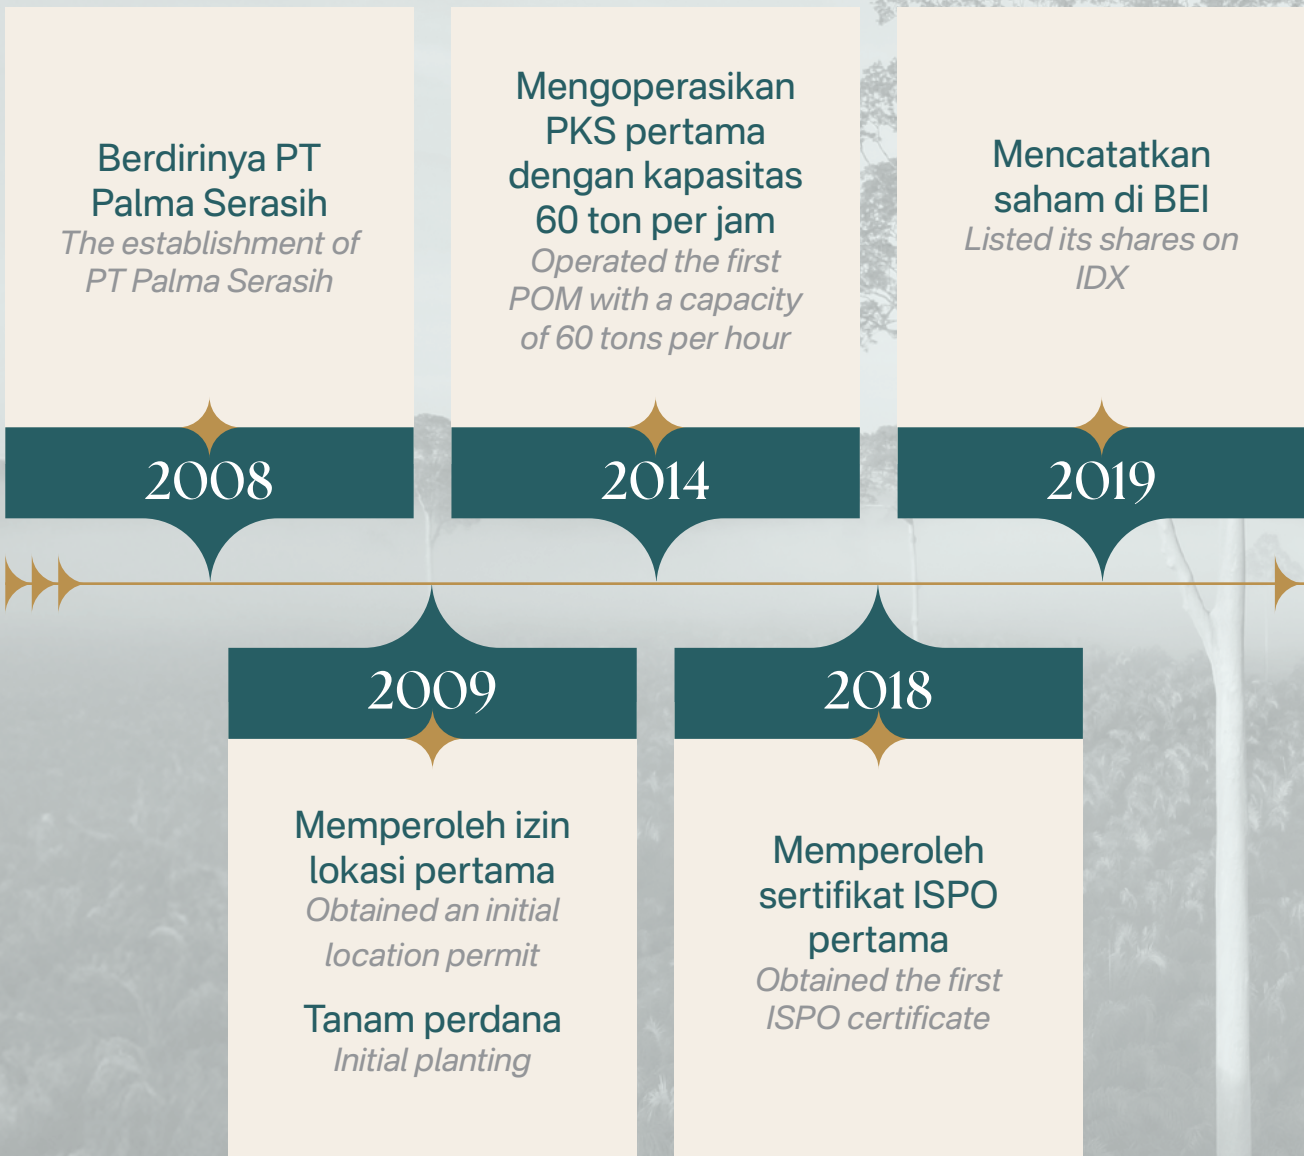 Berdirinya PT
Palma Serasih
The establishment of
PT Palma Serasih
2008
Memperoleh izin
lokasi pertama
Obtained an initial
location permit
Tanam perdana
Initial planting
2009
Mengoperasikan
PKS pertama
dengan kapasitas
60 ton per jam
Operated the first
POM with a capacity
of 60 tons per hour
2014
2018
Memperoleh
sertifikat ISPO
pertama
Obtained the first
ISPO certificate
Mencatatkan
saham di BEI
Listed its shares on
IDX
2019